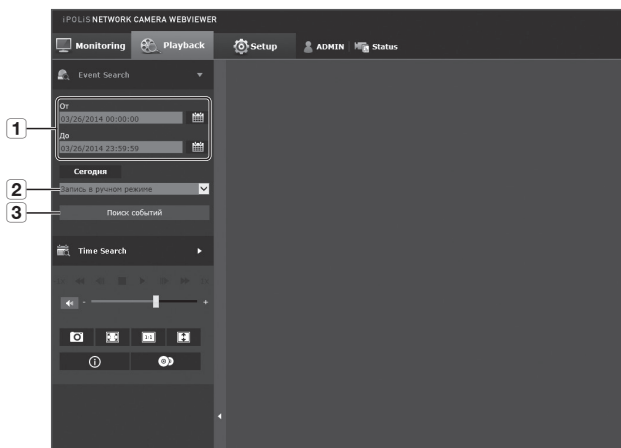 iPOLiS NETWORK CAMERA WEBVIEWER
Monitoring Playback Setup ADMIN Status
Event Search
От
03/26/2014 00:00:00
1
До
03/26/2014 23:59:59
Сегодня
2
Запись в ручном режиме
3
Поиск событий
Time Search
- +
1:1